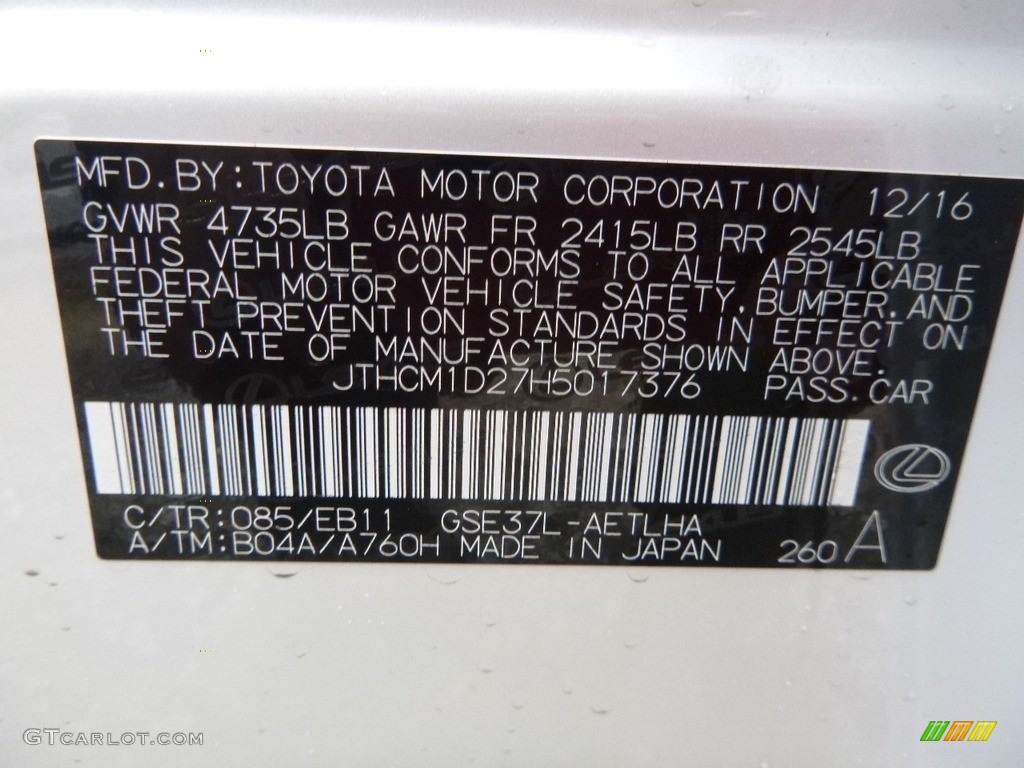 MFD. BY: TOYOTA MOTOR CORPORATION 12/16
GVWR 4735LB GAWR FR 2415LB RR 2545LB
THIS VEHICLE CONFORMS TO ALL APPLICABLE
FEDERAL MOTOR VEHICLE SAFETY, BUMPER, AND
THEFT PREVENTION STANDARDS IN EFFECT ON
THE DATE OF MANUFACTURE SHOWN ABOVE.
JTHCM1D27H5017376 PASS. CAR
C/TR: 085/EB11 GSE37L-AETLHA
A/TM: B04A/A760H MADE IN JAPAN 260 A
GTCARLOT.COM